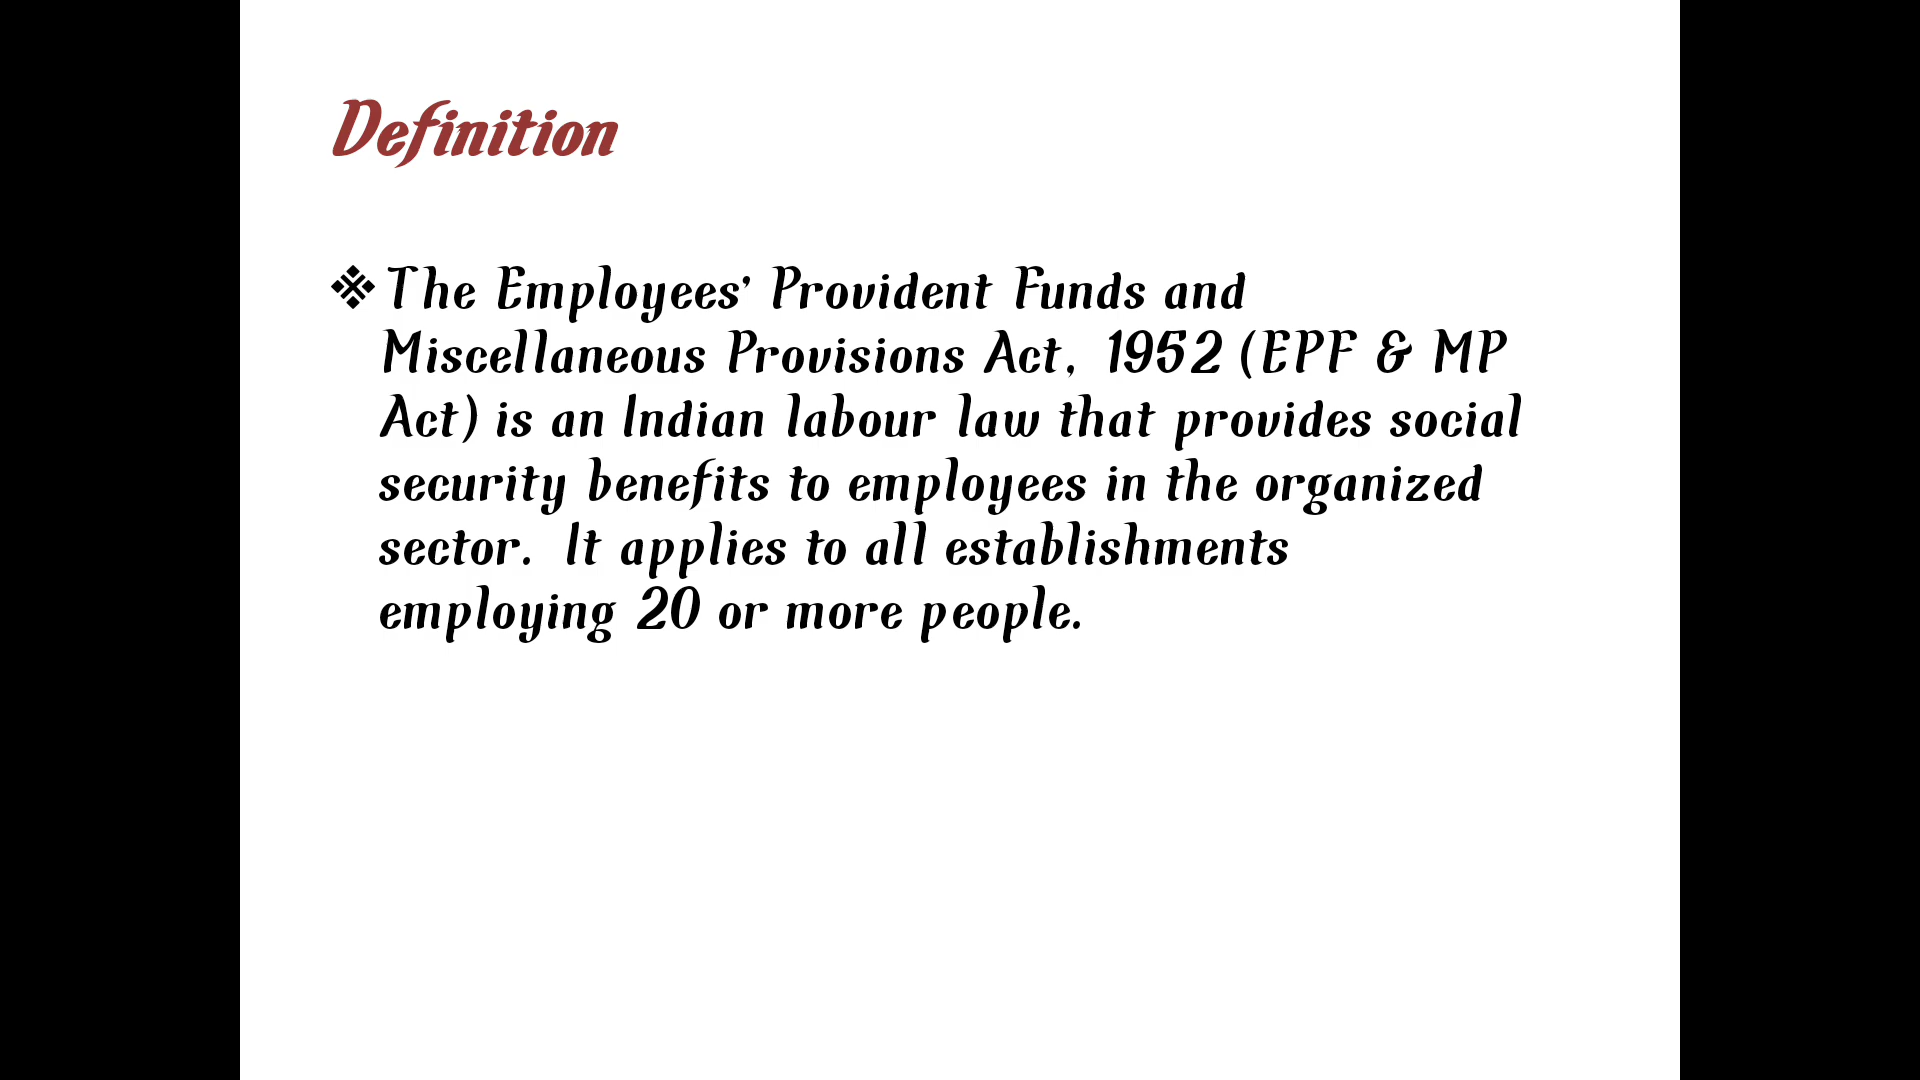 Definition
❖The Employees' Provident Funds and
Miscellaneous Provisions Act, 1952 (EPF & MP
Act) is an Indian labour law that provides social
security benefits to employees in the organized
sector.  It applies to all establishments
employing 20 or more people.